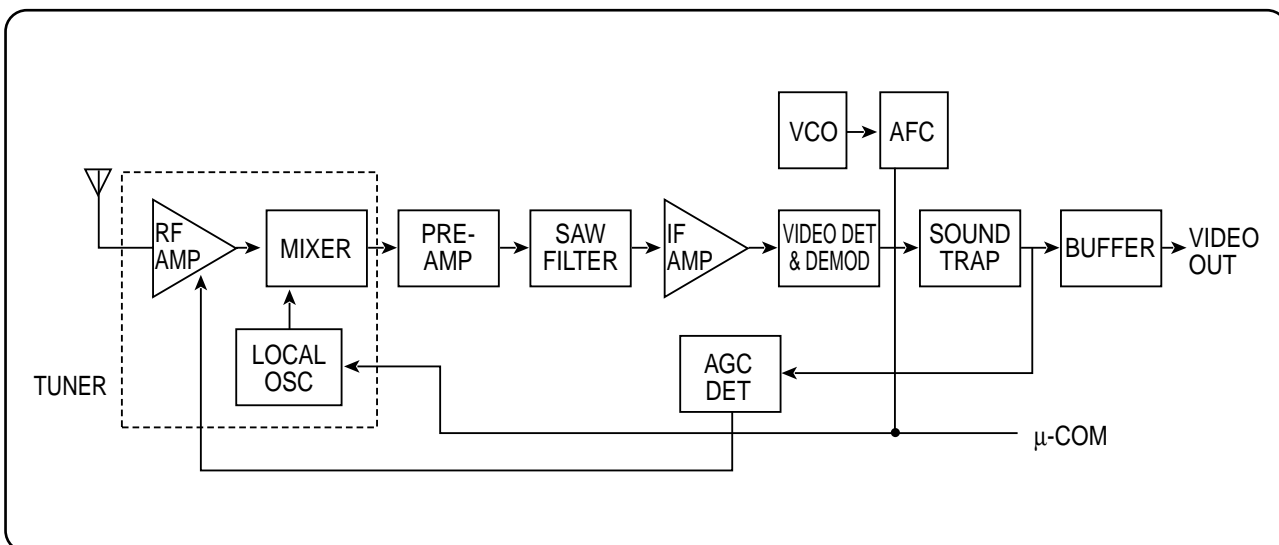 VCO
AFC
RF
AMP
MIXER
PRE-
AMP
SAW
FILTER
IF
AMP
VIDEO DET
& DEMOD
SOUND
TRAP
BUFFER
VIDEO
OUT
LOCAL
OSC
TUNER
AGC
DET
μ-COM